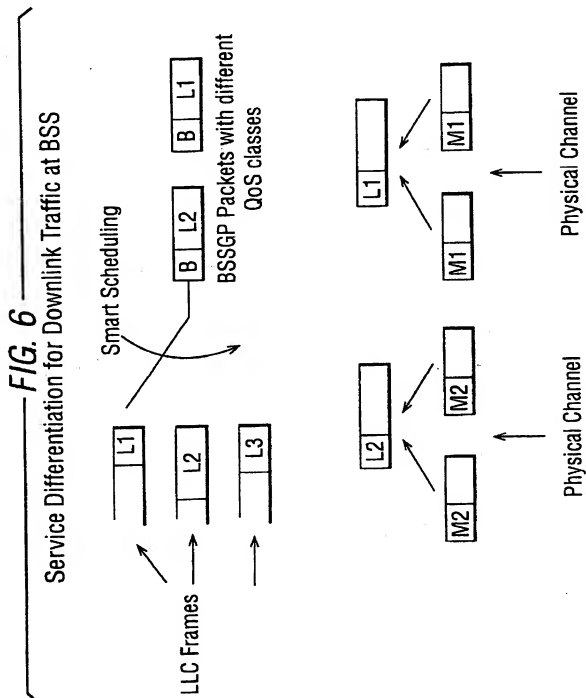 FIG. 6
Service Differentiation for Downlink Traffic at BSS
Smart Scheduling
LLC Frames
L1
L2
L3
B L2
B L1
BSSGP Packets with different
QoS classes
L2
M2
M2
Physical Channel
L1
M1
M1
Physical Channel